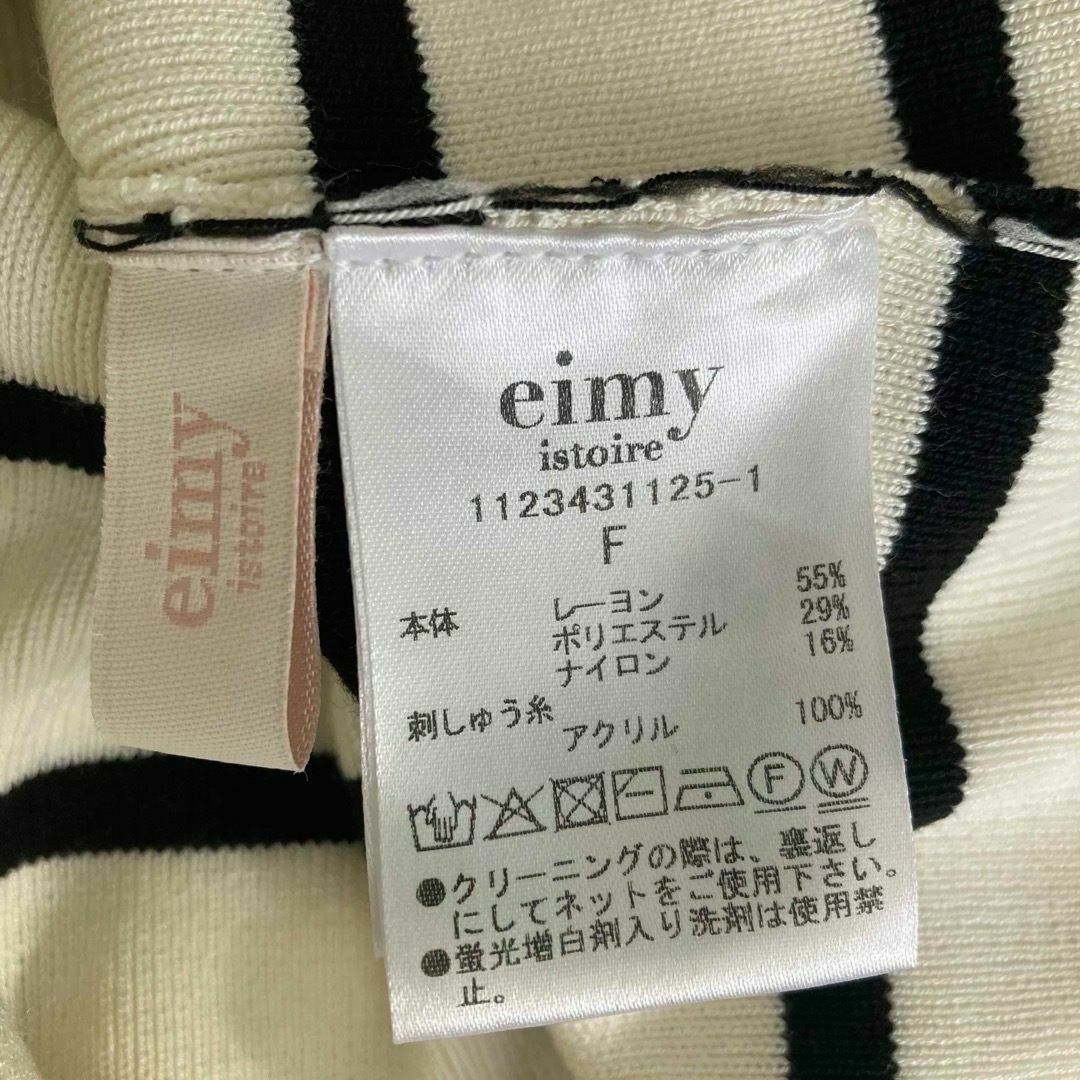 eimy
istoire
eimy
istoire
1123431125-1
F
本体 レーヨン 55%
ポリエステル 29%
ナイロン 16%
刺しゅう糸 アクリル 100%
F W
●クリーニングの際は、裏返し
にしてネットをご使用下さい。
●蛍光増白剤入り洗剤は使用禁
止。